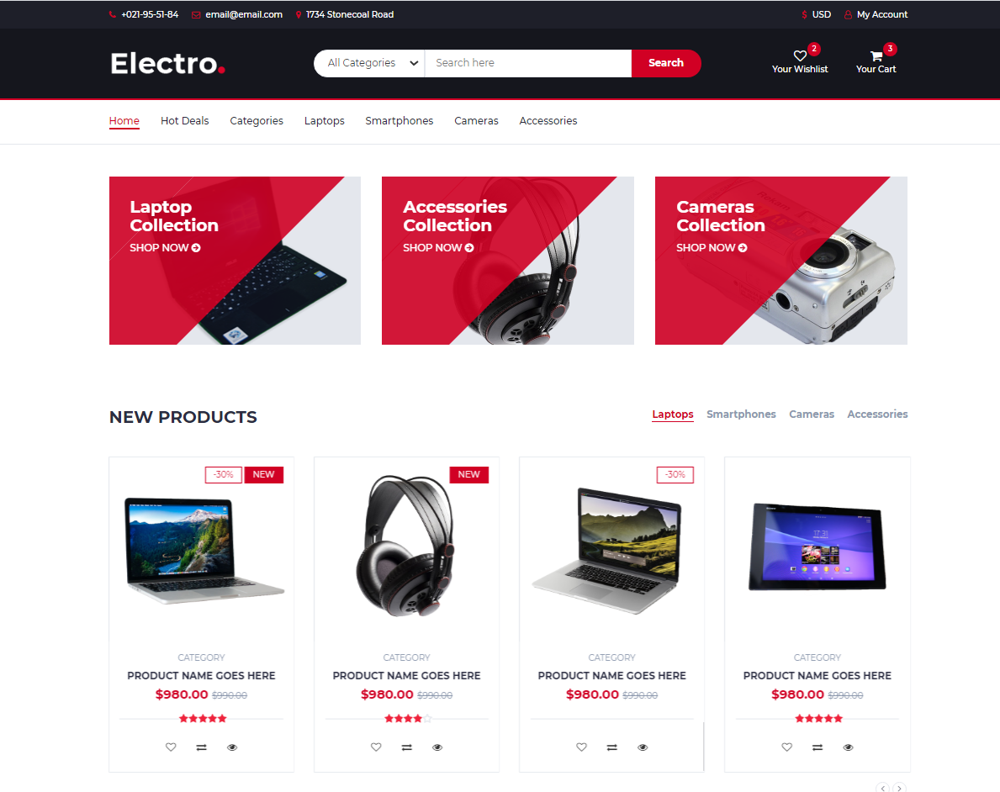 +021-95-51-84 email@email.com 1734 Stonecoal Road $ USD My Account
Electro.
All Categories Search here Search
2
Your Wishlist
3
Your Cart
Home Hot Deals Categories Laptops Smartphones Cameras Accessories
Laptop
Collection
SHOP NOW
Accessories
Collection
SHOP NOW
Cameras
Collection
SHOP NOW
NEW PRODUCTS
Laptops Smartphones Cameras Accessories
-30% NEW
CATEGORY
PRODUCT NAME GOES HERE
$980.00 $990.00
NEW
CATEGORY
PRODUCT NAME GOES HERE
$980.00 $990.00
-30%
CATEGORY
PRODUCT NAME GOES HERE
$980.00 $990.00
17:31
CATEGORY
PRODUCT NAME GOES HERE
$980.00 $990.00